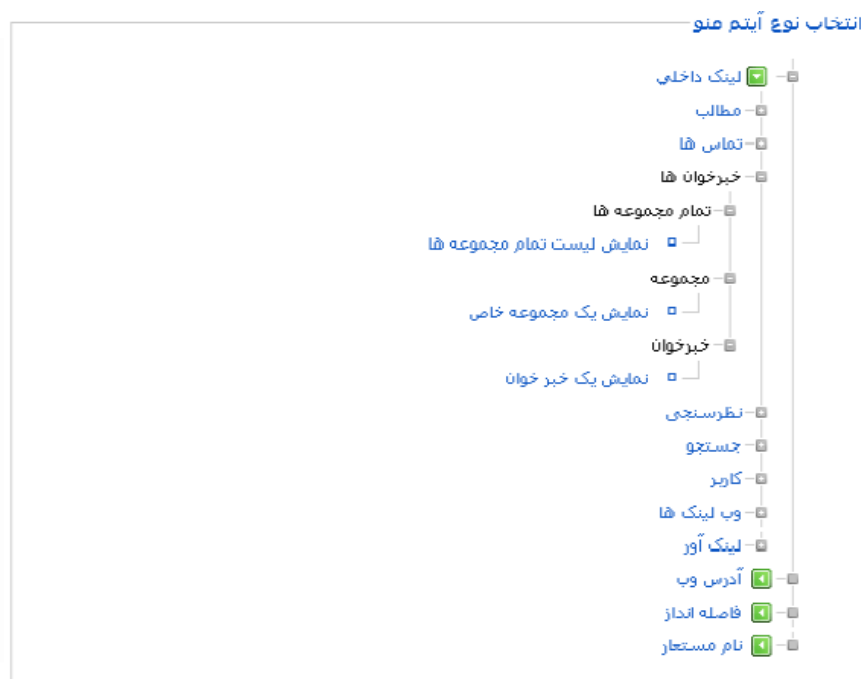 انتخاب نوع آیتم منو
لینک داخلي
مطالب
تماس ها
خبرخوان ها
تمام مجموعه ها
نمایش لیست تمام مجموعه ها
مجموعه
نمایش یک مجموعه خاص
خبرخوان
نمایش یک خبر خوان
نظرسنجی
جستجو
کاربر
وب لینک ها
لینک آور
آدرس وب
فاصله انداز
نام مستعار